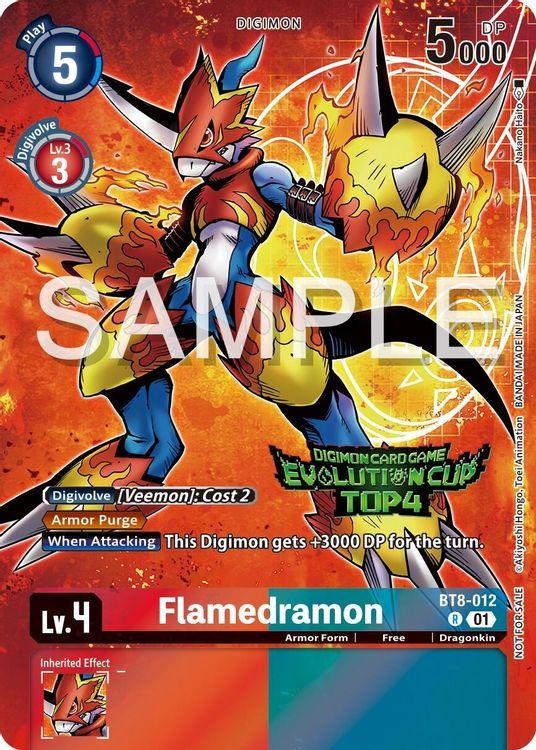 DIGIMON
Play
5
DP
5000
Digivolve
Lv.3
3
Nakano Haito
SAMPLE
DIGIMON CARD GAME
EVOLUTION CUP
TOP4
Digivolve [Veemon]: Cost 2
Armor Purge
When Attacking This Digimon gets +3000 DP for the turn.
©Akiyoshi Hongo, Toei Animation BANDAI MADE IN JAPAN
NOT FOR SALE
Lv.4
Flamedramon
BT8-012
R 01
Armor Form | Free | Dragonkin
Inherited Effect